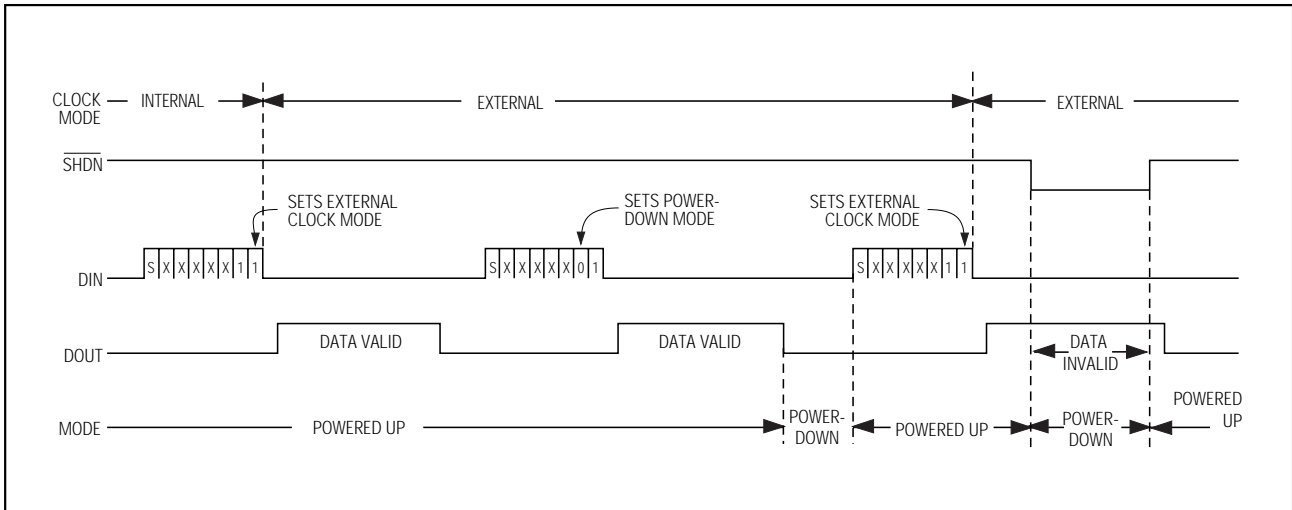 CLOCK
MODE
INTERNAL
EXTERNAL
EXTERNAL
SHDN
SETS EXTERNAL
CLOCK MODE
SETS POWER-
DOWN MODE
SETS EXTERNAL
CLOCK MODE
DIN
S X X X X X 1 1
S X X X X X 0 1
S X X X X X 1 1
DOUT
DATA VALID
DATA VALID
DATA
INVALID
MODE
POWERED UP
POWER-
DOWN
POWERED UP
POWER-
DOWN
POWERED
UP